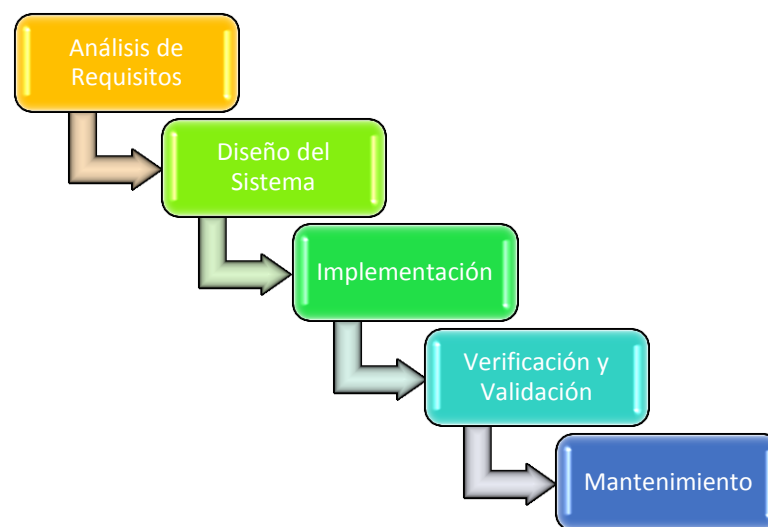 Análisis de
Requisitos
Diseño del
Sistema
Implementación
Verificación y
Validación
Mantenimiento